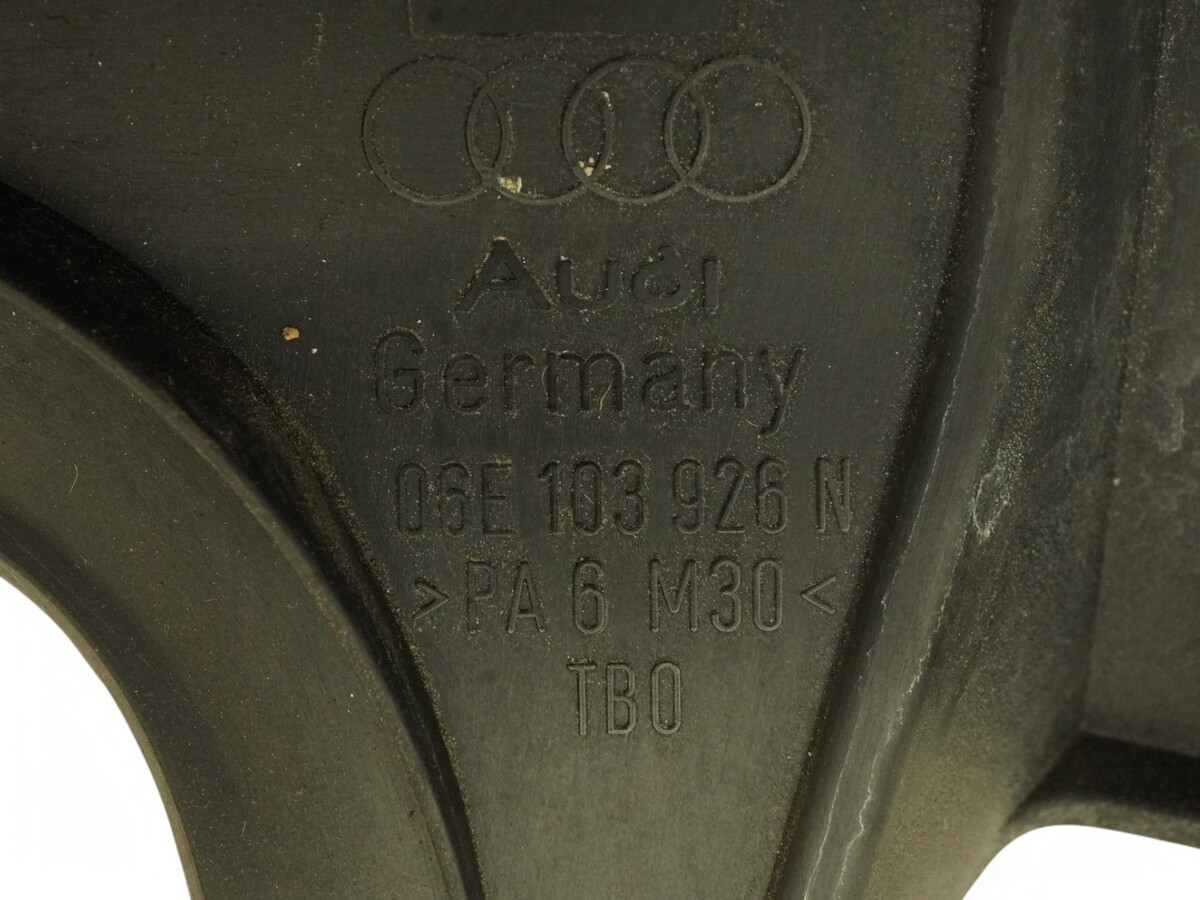 Audi
Germany
06E 103 926 N
>PA 6 M30<
TBO